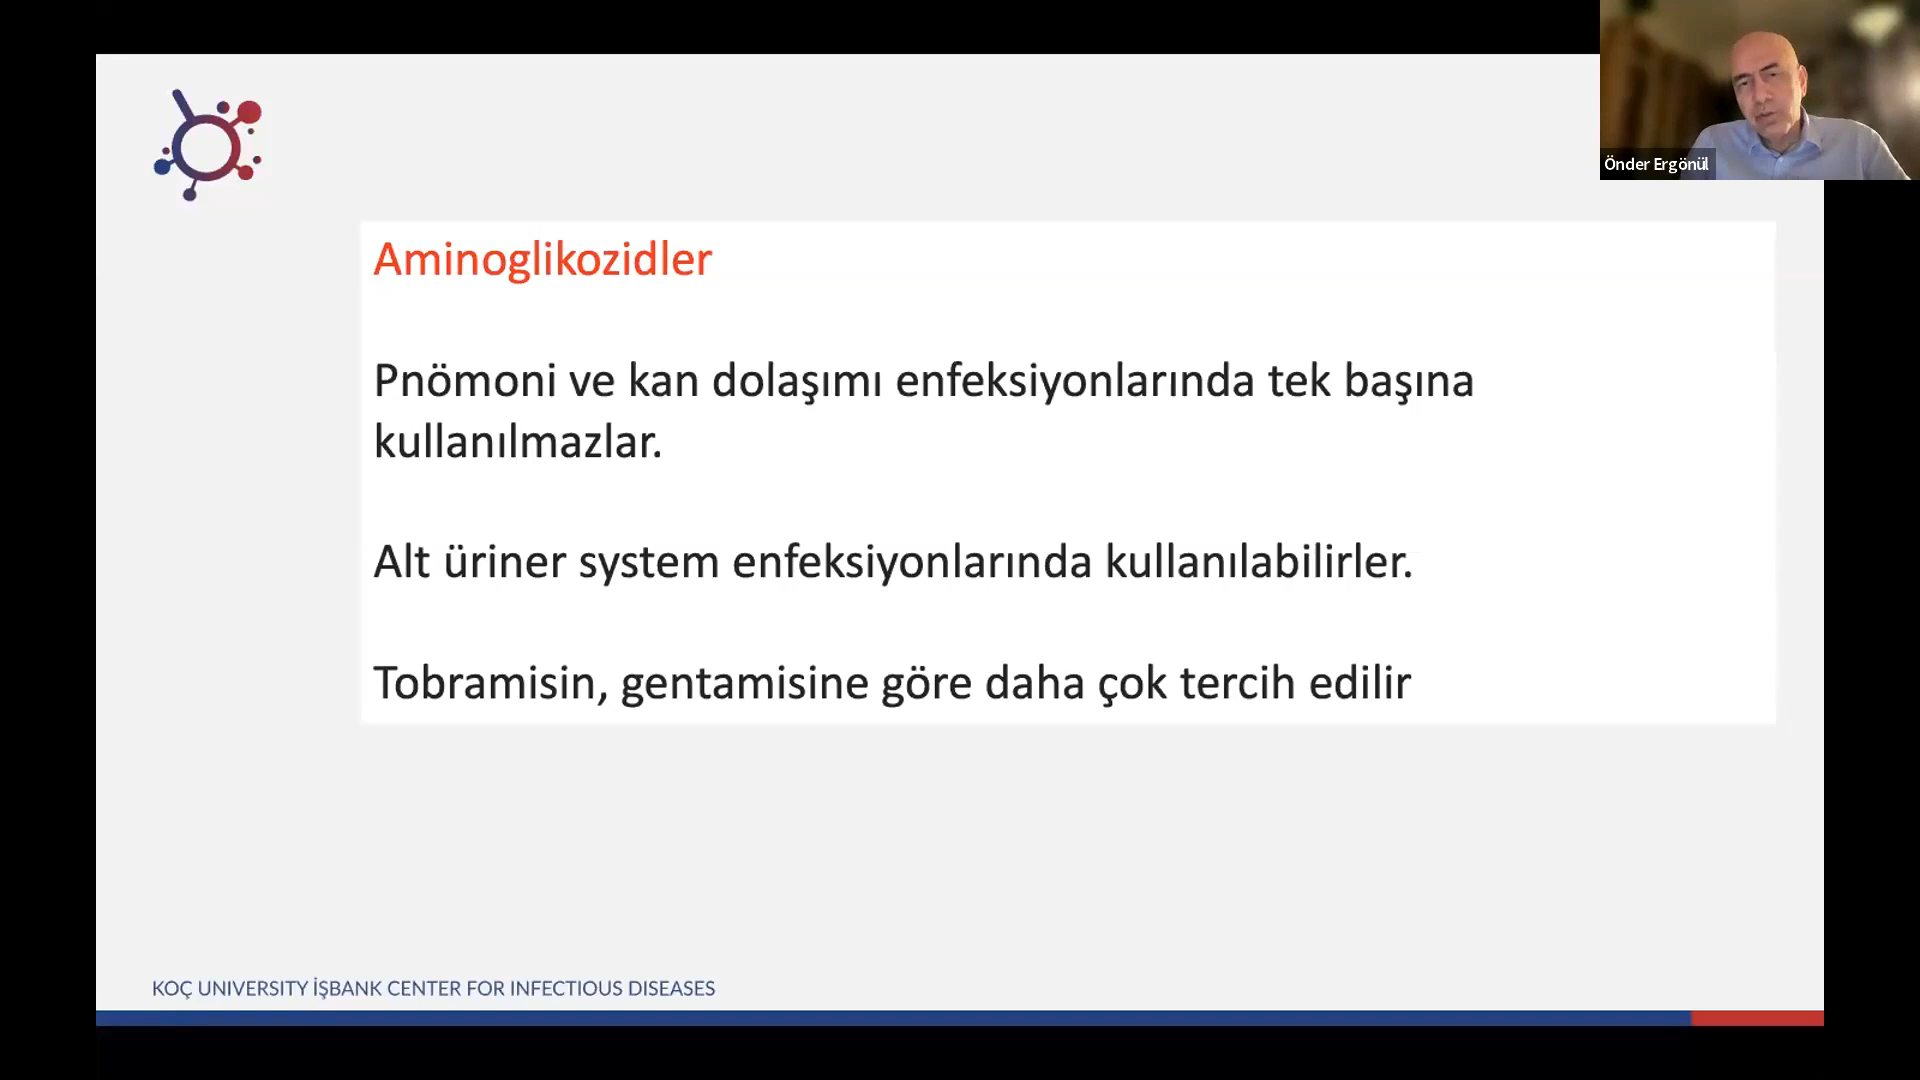 Önder Ergönül
Aminoglikozidler
Pnömoni ve kan dolaşımı enfeksiyonlarında tek başına
kullanılmazlar.
Alt üriner system enfeksiyonlarında kullanılabilirler.
Tobramisin, gentamisine göre daha çok tercih edilir
KOÇ UNIVERSITY İŞBANK CENTER FOR INFECTIOUS DISEASES